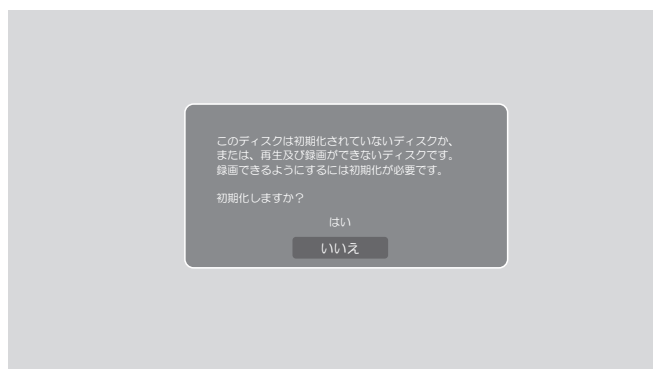 このディスクは初期化されていないディスクか、
または、再生及び録画ができないディスクです。
録画できるようにするには初期化が必要です。
初期化しますか？
はい
いいえ